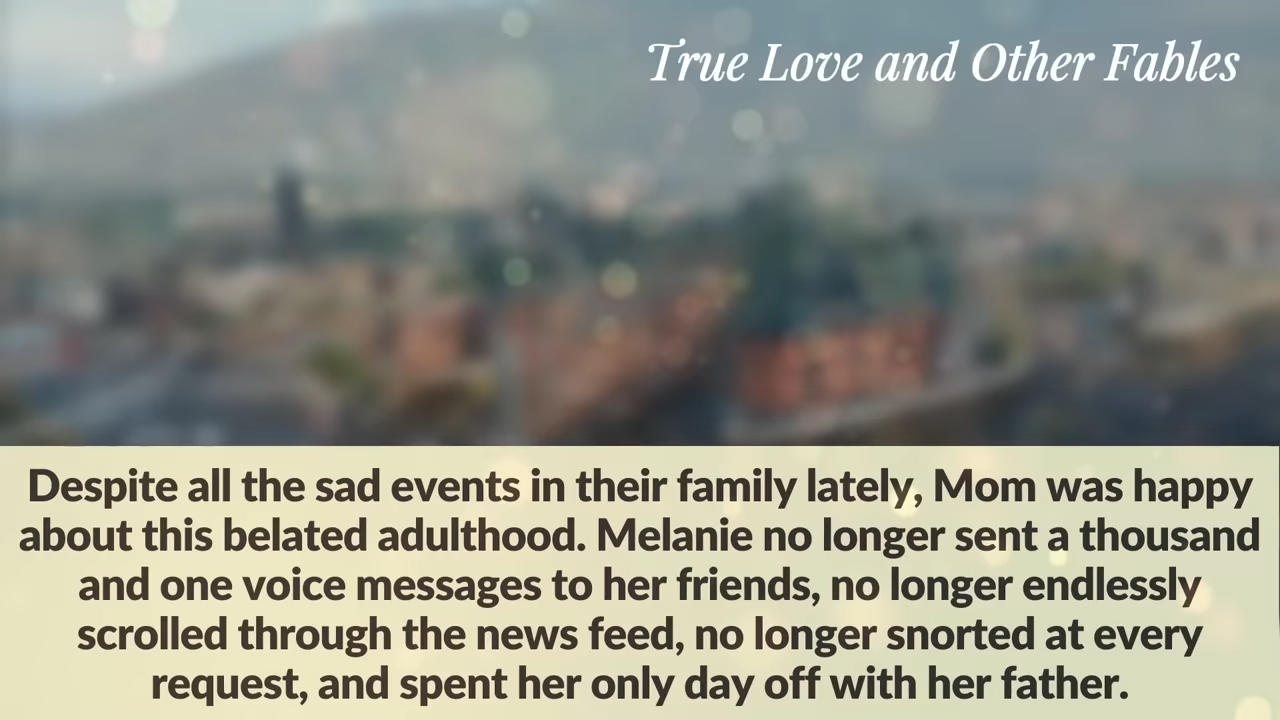 True Love and Other Fables
Despite all the sad events in their family lately, Mom was happy
about this belated adulthood. Melanie no longer sent a thousand
and one voice messages to her friends, no longer endlessly
scrolled through the news feed, no longer snorted at every
request, and spent her only day off with her father.